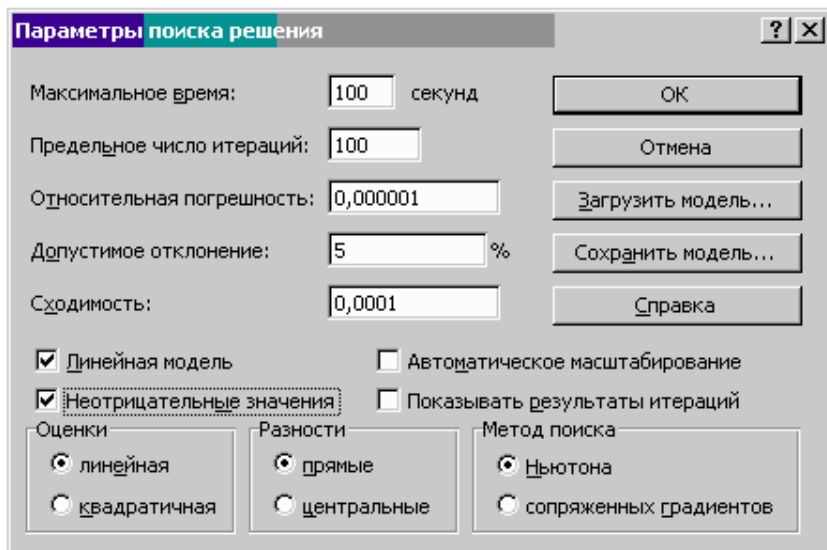 Параметры поиска решения
Максимальное время: 100 секунд
OK
Предельное число итераций: 100
Отмена
Относительная погрешность: 0,000001
Загрузить модель...
Допустимое отклонение: 5 %
Сохранить модель...
Сходимость: 0,0001
Справка
Линейная модель
Автоматическое масштабирование
Неотрицательные значения
Показывать результаты итераций
Оценки
линейная
квадратичная
Разности
прямые
центральные
Метод поиска
Ньютона
сопряженных градиентов